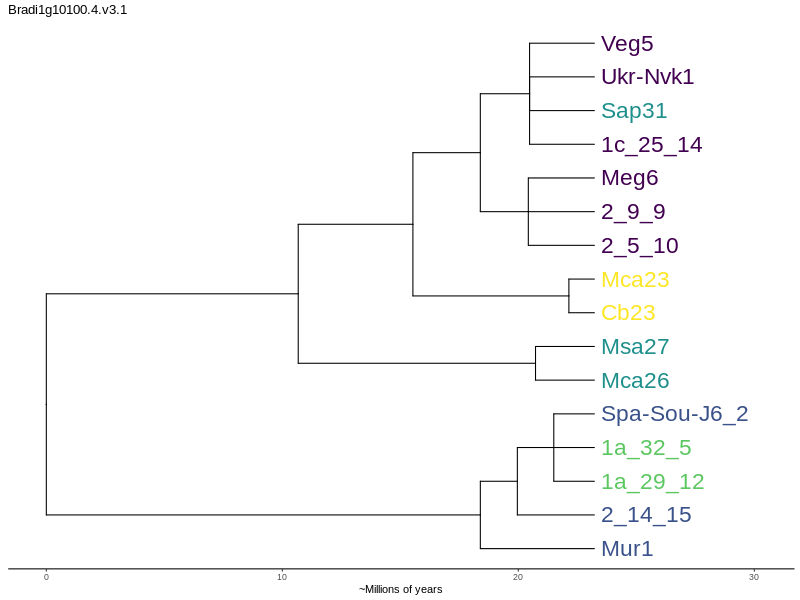 Bradi1g10100.4.v3.1
Veg5
Ukr-Nvk1
Sap31
1c_25_14
Meg6
2_9_9
2_5_10
Mca23
Cb23
Msa27
Mca26
Spa-Sou-J6_2
1a_32_5
1a_29_12
2_14_15
Mur1
0 10 20 30
~Millions of years